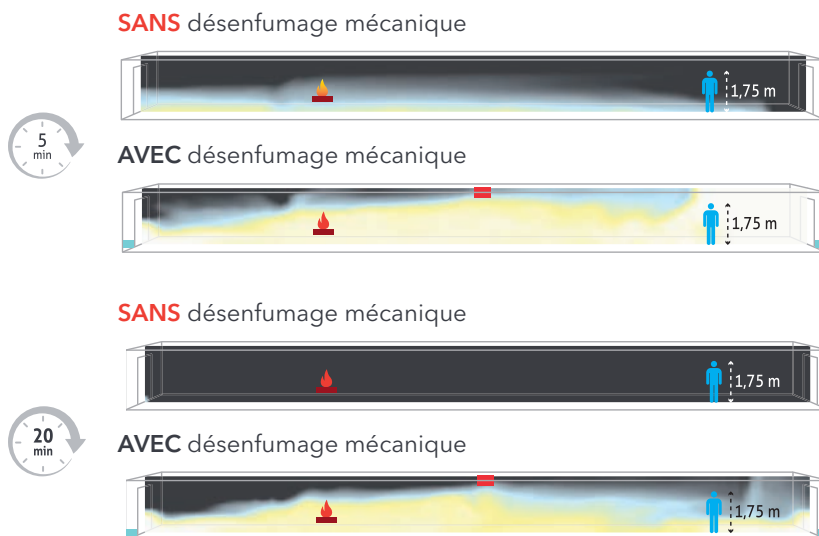 SANS désenfumage mécanique
1,75 m
5
min
AVEC désenfumage mécanique
1,75 m
SANS désenfumage mécanique
1,75 m
20
min
AVEC désenfumage mécanique
1,75 m